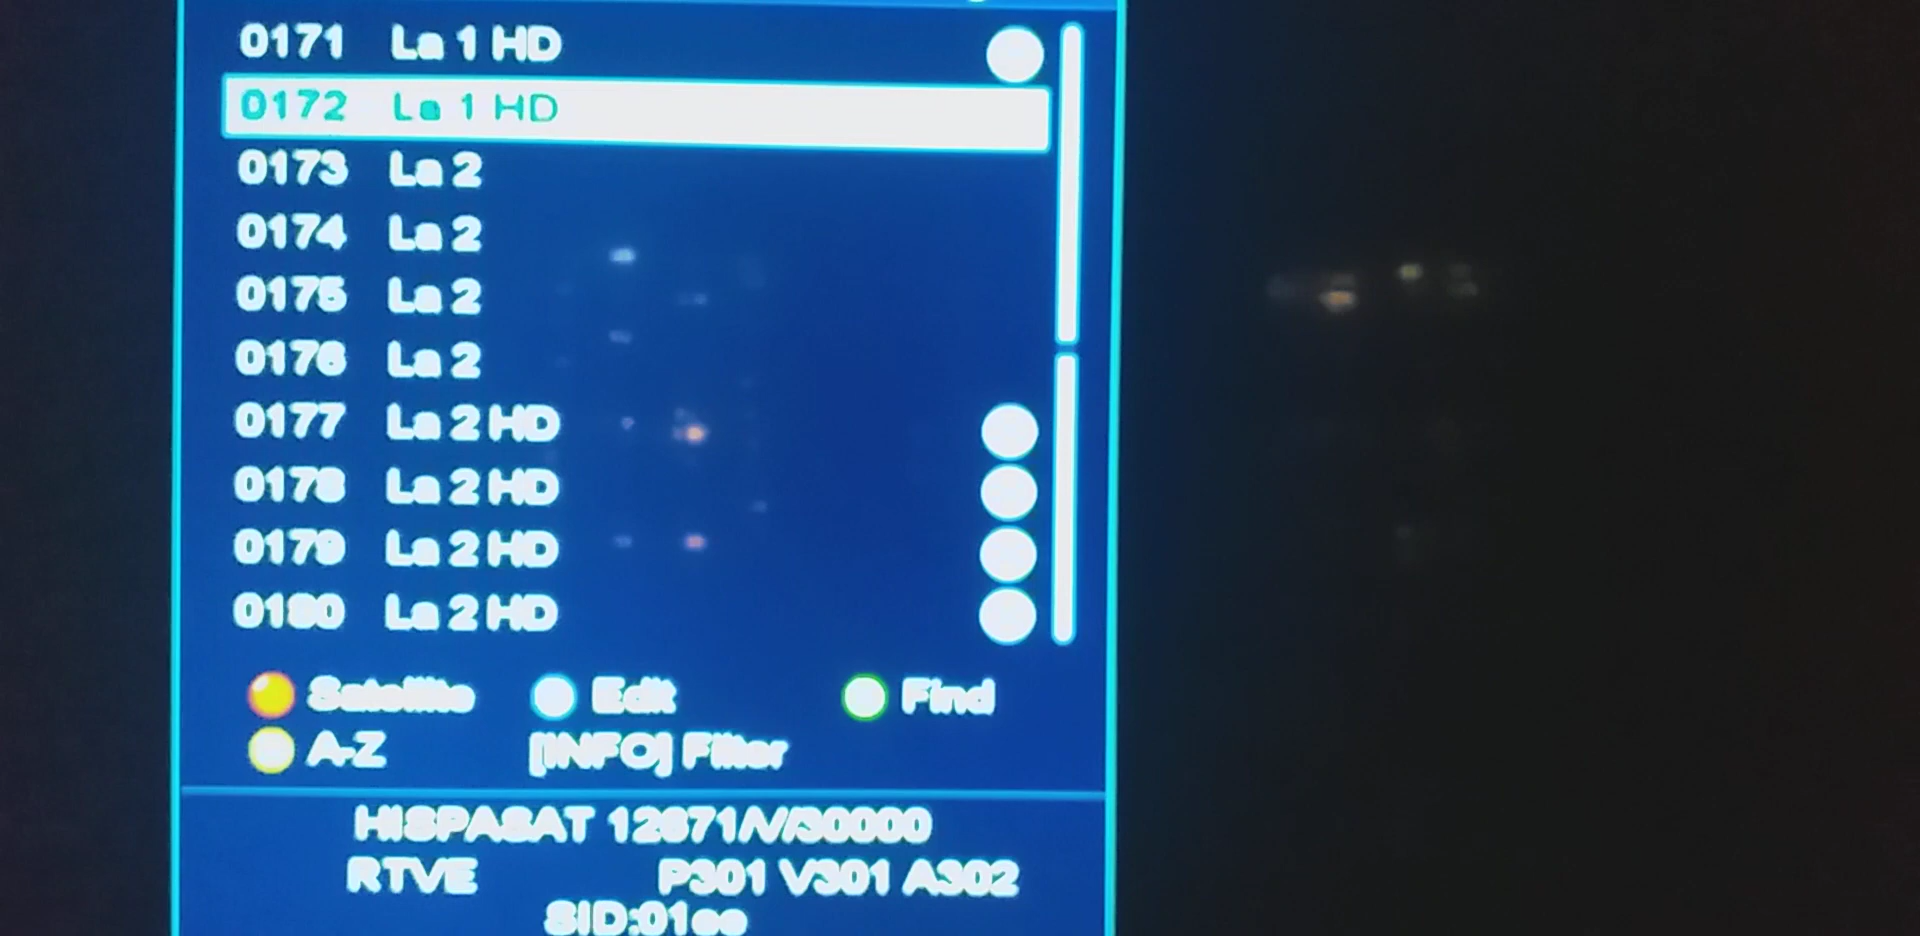 0171 La 1 HD
0172 La 1 HD
0173 La 2
0174 La 2
0175 La 2
0176 La 2
0177 La 2 HD
0178 La 2 HD
0179 La 2 HD
0180 La 2 HD
Satellite Edit Find
A-Z [INFO] Filter
HISPASAT /V/30000
RTVE P301 V301 A302
SID:01ee